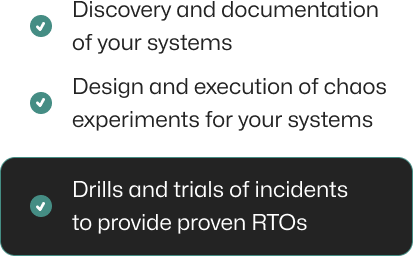 Discovery and documentation
of your systems
Design and execution of chaos
experiments for your systems
Drills and trials of incidents
to provide proven RTOs